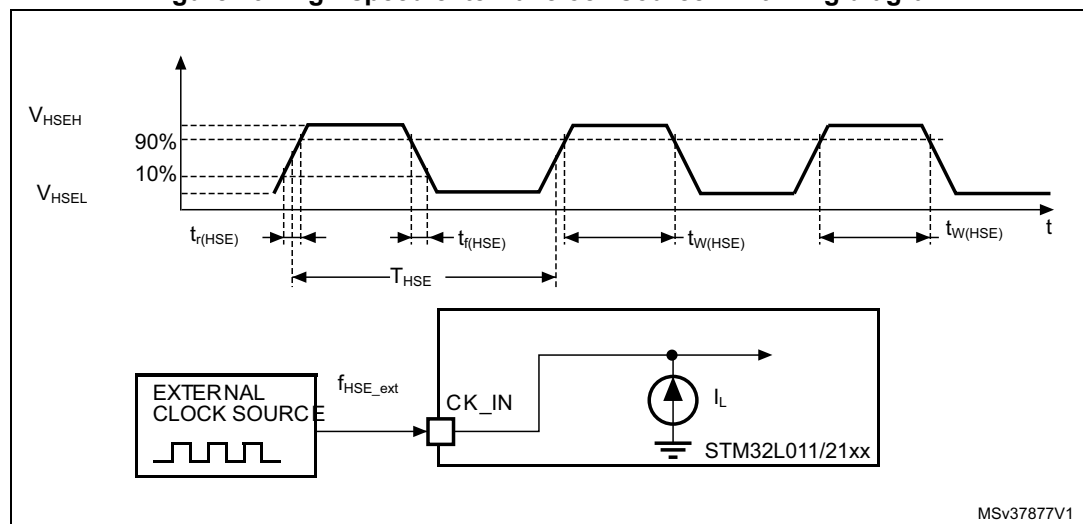 V_HSEH
90%
10%
V_HSEL
t_r(HSE)
t_f(HSE)
t_W(HSE)
t_W(HSE)
t
T_HSE
EXTERNAL
CLOCK SOURCE
f_HSE_ext
CK_IN
I_L
STM32L011/21xx
MSv37877V1